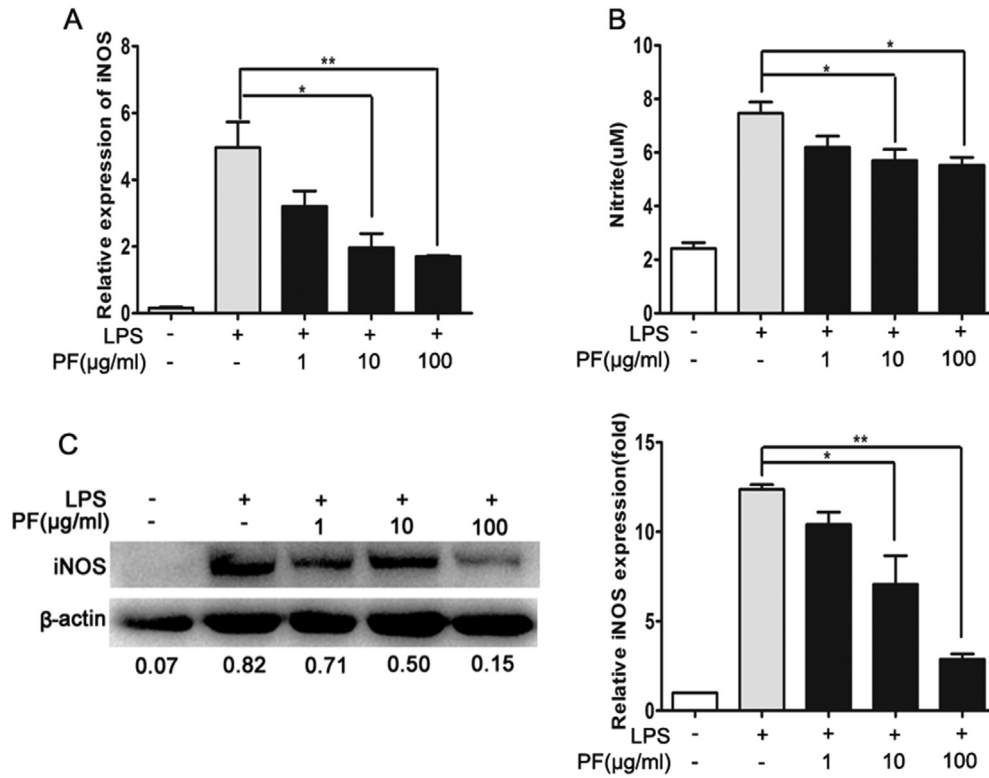 A
Relative expression of iNOS
8
6
4
2
0
**
*
LPS - + + + +
PF(μg/ml) - - 1 10 100
B
Nitrite(uM)
10
8
6
4
2
0
*
*
LPS - + + + +
PF(μg/ml) - - 1 10 100
C
LPS - + + + +
PF(μg/ml) - - 1 10 100
iNOS
β-actin
0.07 0.82 0.71 0.50 0.15
Relative iNOS expression(fold)
15
10
5
0
**
*
LPS - + + + +
PF(μg/ml) - - 1 10 100